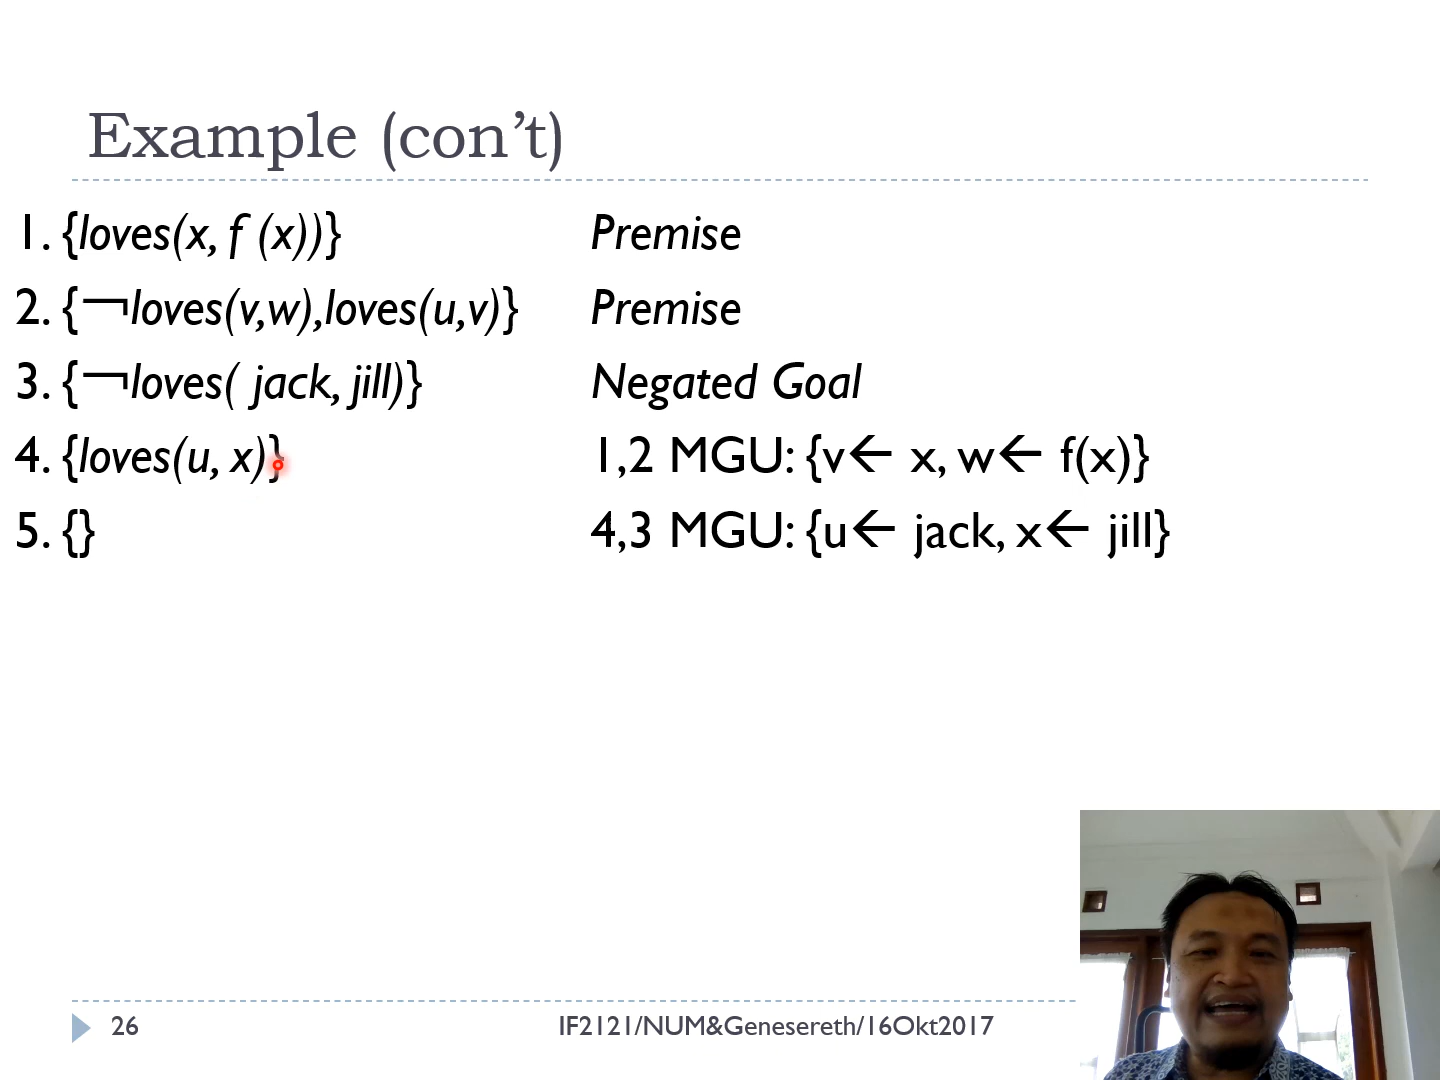 Example (con’t)
1. {loves(x, f (x))} Premise
2. {¬loves(v,w),loves(u,v)} Premise
3. {¬loves( jack, jill)} Negated Goal
4. {loves(u, x)} 1,2 MGU: {v← x, w← f(x)}
5. {} 4,3 MGU: {u← jack, x← jill}
26 IF2121/NUM&Genesereth/16Okt2017